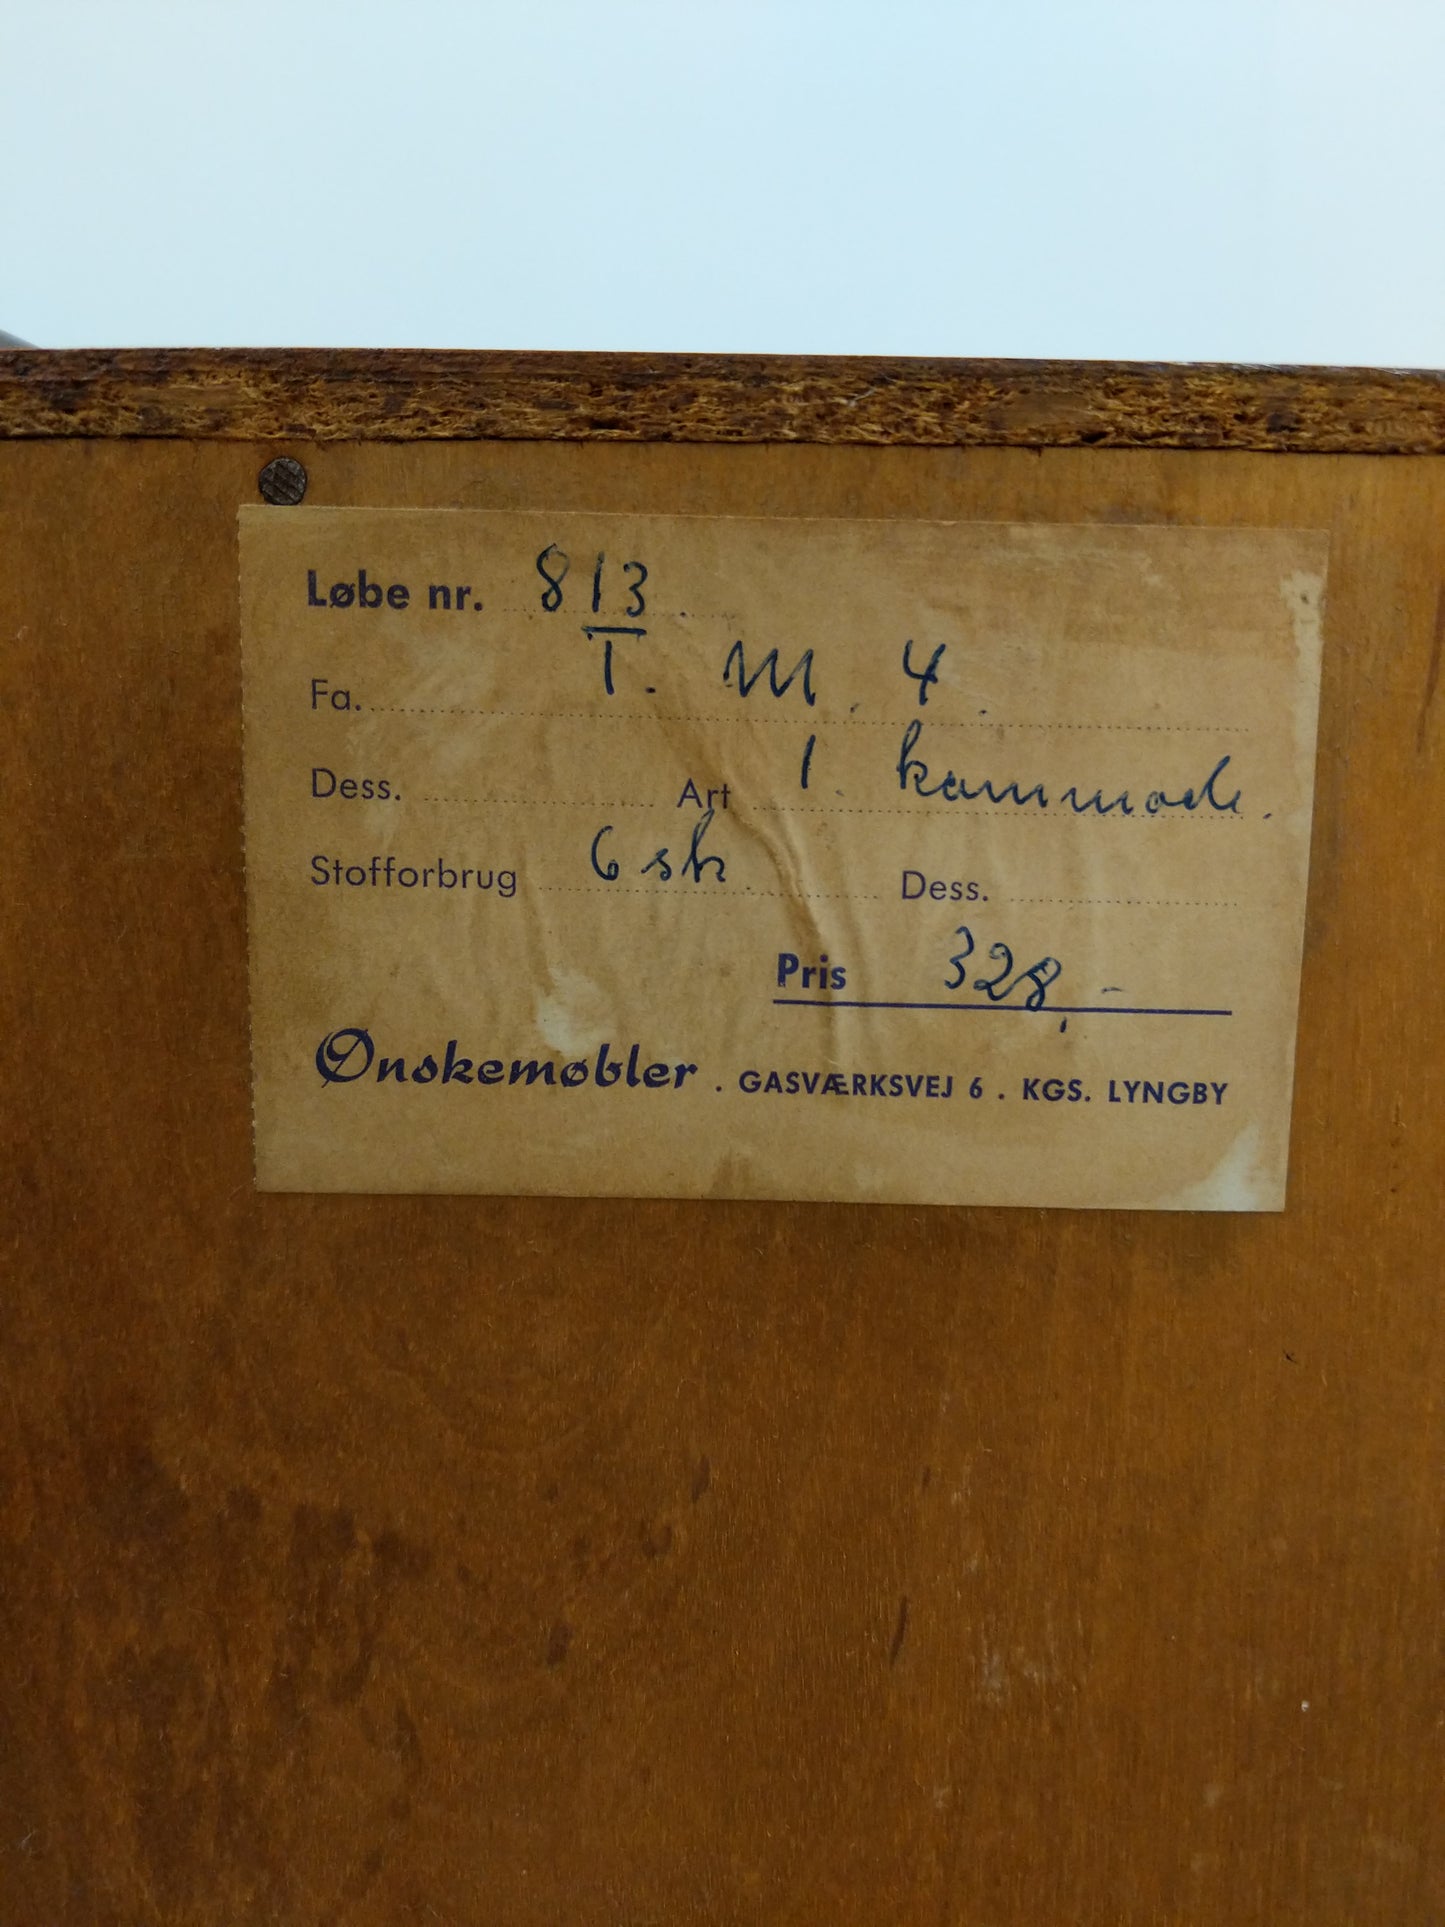 Løbe nr. 813
Fa. T. M. 4.
Dess. Art 1. kommode.
Stofforbrug 6 sk. Dess.
Pris 328,-
Ønskemøbler . GASVÆRKSVEJ 6 . KGS. LYNGBY